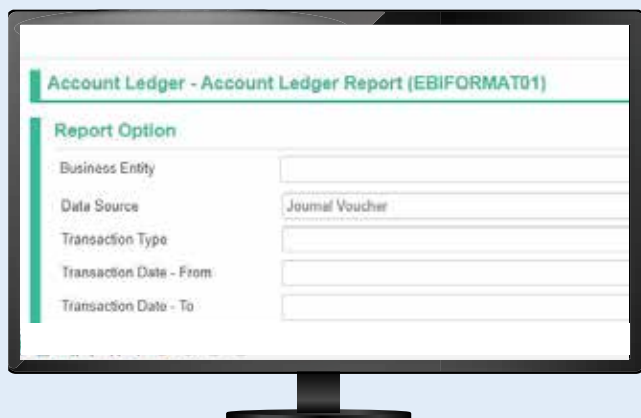 Account Ledger - Account Ledger Report (EBIFORMAT01)
Report Option
Business Entity
Data Source Journal Voucher
Transaction Type
Transaction Date - From
Transaction Date - To